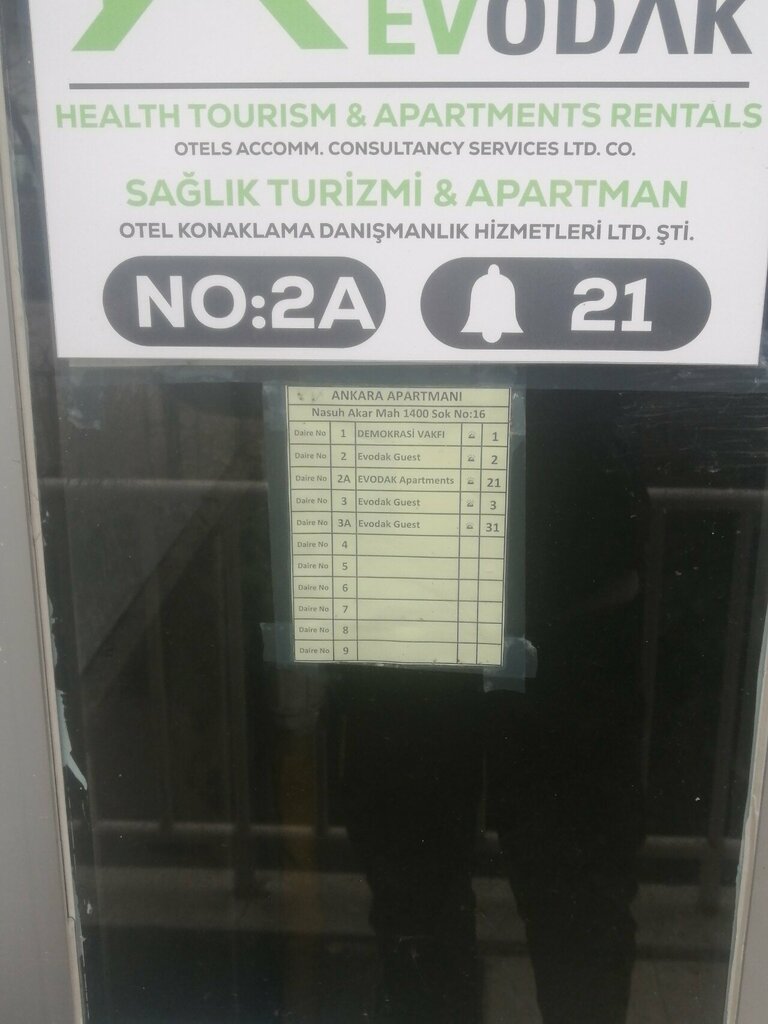 EVODAK
HEALTH TOURISM & APARTMENTS RENTALS
OTELS ACCOMM. CONSULTANCY SERVICES LTD. CO.
SAĞLIK TURİZMİ & APARTMAN
OTEL KONAKLAMA DANIŞMANLIK HİZMETLERİ LTD. ŞTİ.
NO:2A 21
ANKARA APARTMANI
Nasuh Akar Mah 1400 Sok No:16
Daire No 1 DEMOKRASİ VAKFI 1
Daire No 2 Evodak Guest 2
Daire No 2A EVODAK Apartments 21
Daire No 3 Evodak Guest 3
Daire No 3A Evodak Guest 31
Daire No 4
Daire No 5
Daire No 6
Daire No 7
Daire No 8
Daire No 9